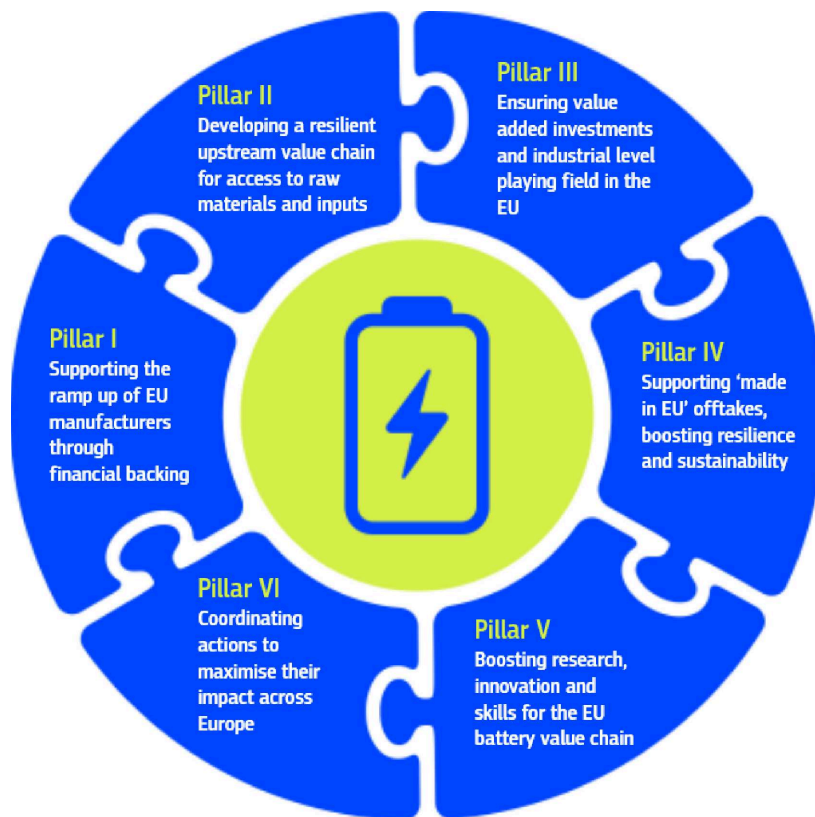 Pillar I
Supporting the
ramp up of EU
manufacturers
through
financial backing
Pillar II
Developing a resilient
upstream value chain
for access to raw
materials and inputs
Pillar III
Ensuring value
added investments
and industrial level
playing field in the
EU
Pillar IV
Supporting ‘made
in EU’ offtakes,
boosting resilience
and sustainability
Pillar V
Boosting research,
innovation and
skills for the EU
battery value chain
Pillar VI
Coordinating
actions to
maximise their
impact across
Europe